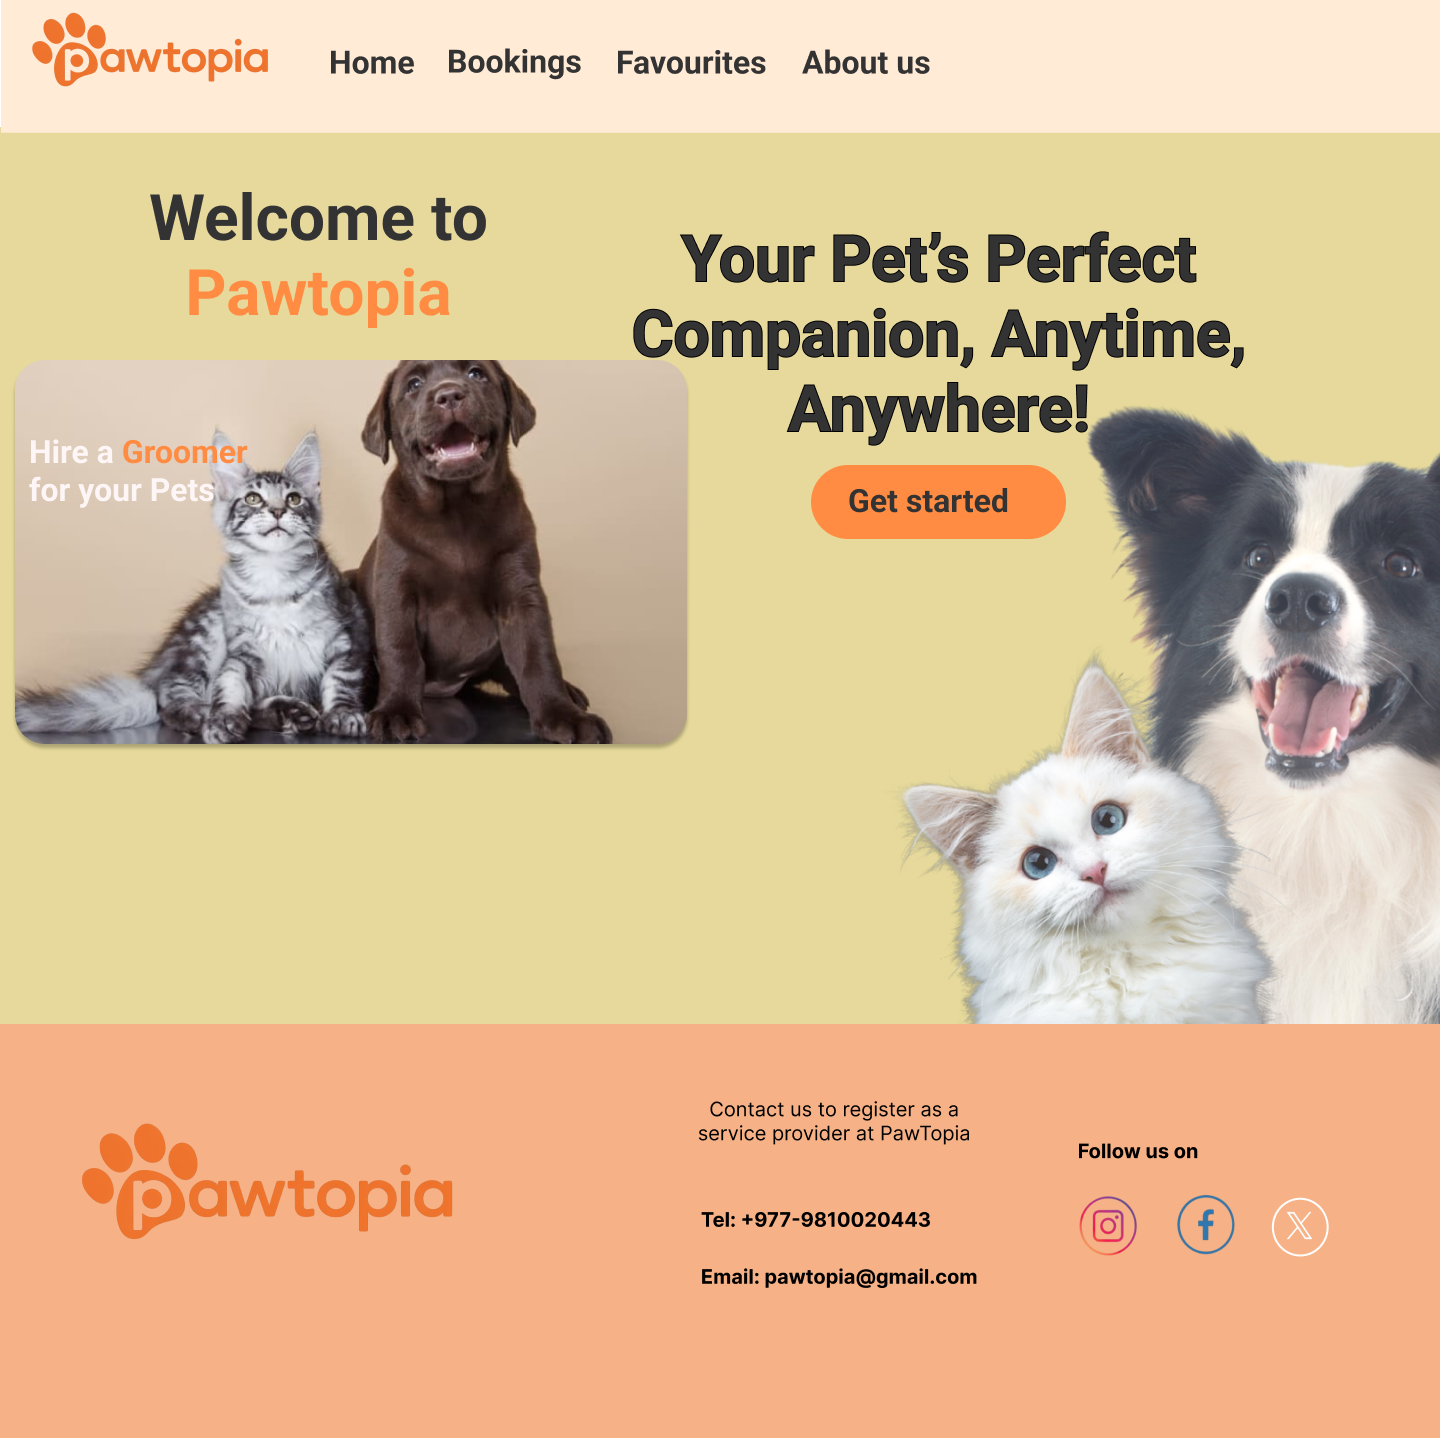 pawtopia
Home
Bookings
Favourites
About us
Welcome to
Pawtopia
Your Pet’s Perfect
Companion, Anytime,
Anywhere!
Hire a Groomer
for your Pets
Get started
pawtopia
Contact us to register as a
service provider at PawTopia
Tel: +977-9810020443
Email: pawtopia@gmail.com
Follow us on